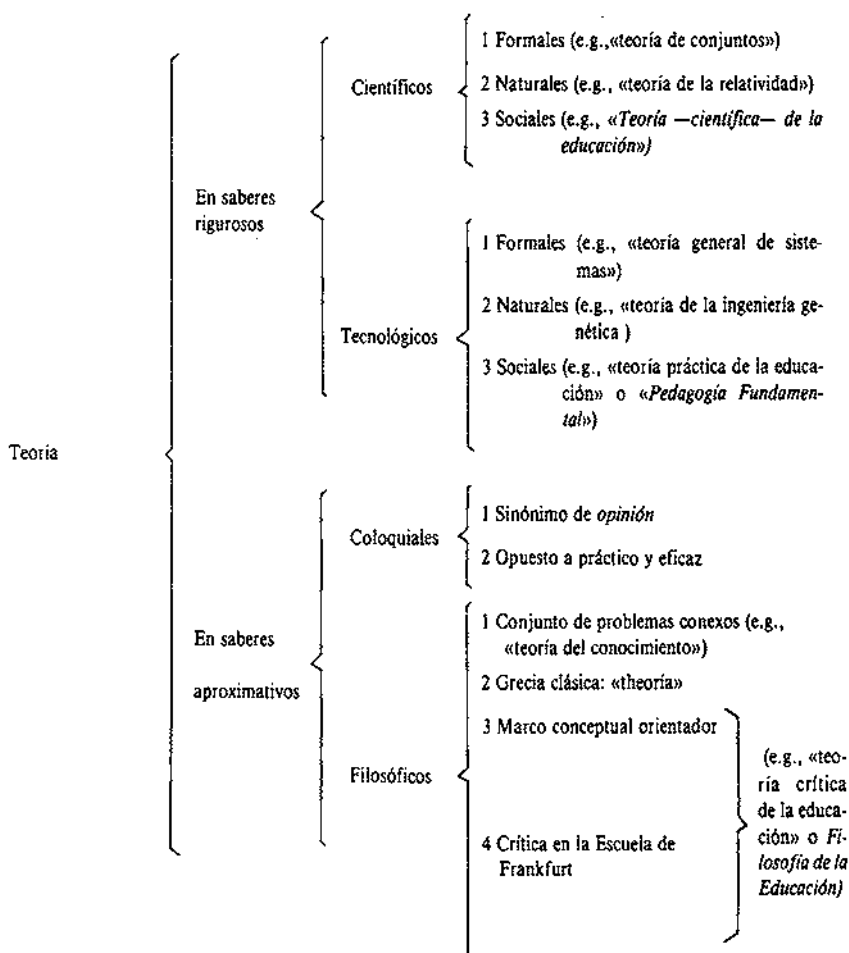 1 Formales (e.g.,«teoría de conjuntos»)
Científicos
2 Naturales (e.g., «teoría de la relatividad»)
3 Sociales (e.g., «Teoría —científica— de la
educación»)
En saberes
rigurosos
1 Formales (e.g., «teoría general de siste-
mas»)
2 Naturales (e.g., «teoría de la ingeniería ge-
nética )
Tecnológicos
3 Sociales (e.g., «teoría práctica de la educa-
ción» o «Pedagogía Fundamen-
tal»)
Teoría
Coloquiales
1 Sinónimo de opinión
2 Opuesto a práctico y eficaz
En saberes
aproximativos
1 Conjunto de problemas conexos (e.g.,
«teoría del conocimiento»)
2 Grecia clásica: «theoría»
3 Marco conceptual orientador
Filosóficos
4 Crítica en la Escuela de
Frankfurt
(e.g., «teo-
ría crítica
de la educa-
ción» o Fi-
losofía de la
Educación)